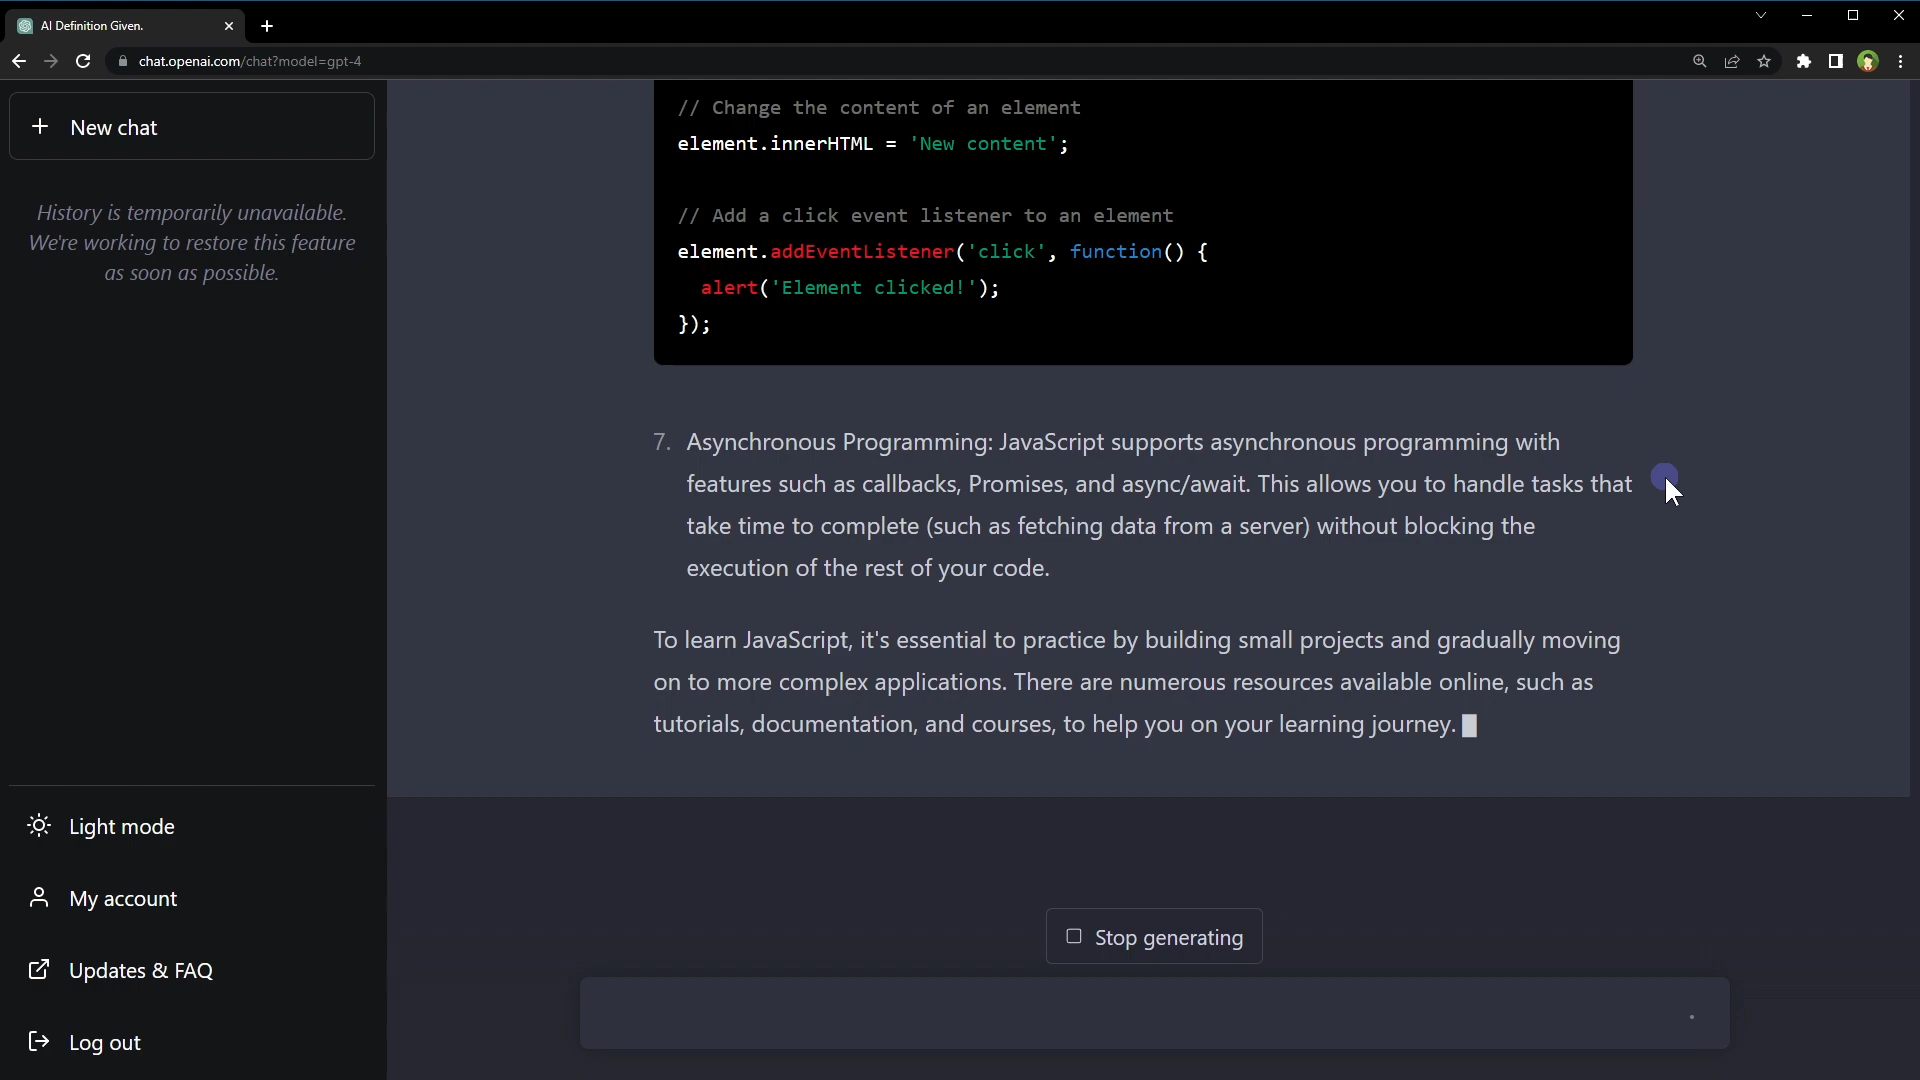 AI Definition Given.
chat.openai.com/chat?model=gpt-4
New chat
History is temporarily unavailable.
We're working to restore this feature
as soon as possible.
Light mode
My account
Updates & FAQ
Log out
// Change the content of an element
element.innerHTML = 'New content';
// Add a click event listener to an element
element.addEventListener('click', function() {
alert('Element clicked!');
});
7. Asynchronous Programming: JavaScript supports asynchronous programming with
features such as callbacks, Promises, and async/await. This allows you to handle tasks that
take time to complete (such as fetching data from a server) without blocking the
execution of the rest of your code.
To learn JavaScript, it's essential to practice by building small projects and gradually moving
on to more complex applications. There are numerous resources available online, such as
tutorials, documentation, and courses, to help you on your learning journey.
Stop generating